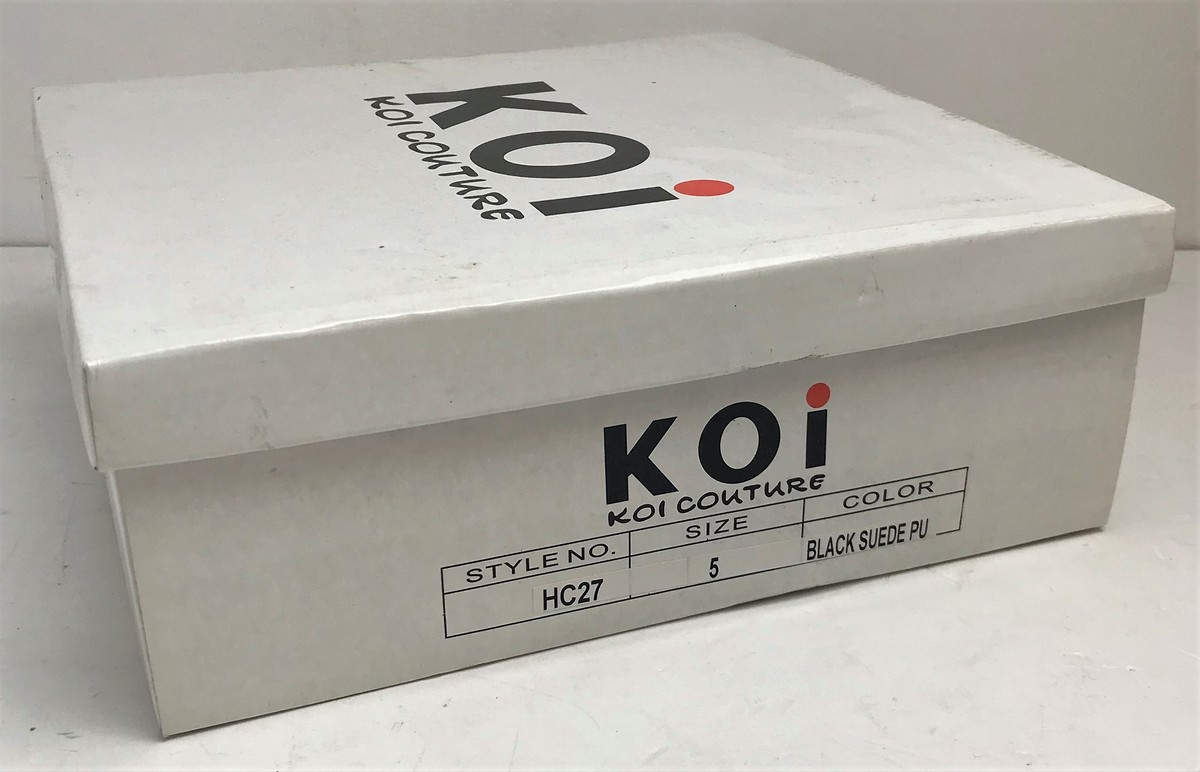 KOi
KOI COUTURE
KOi
KOI COUTURE
STYLE NO. SIZE COLOR
HC27 5 BLACK SUEDE PU